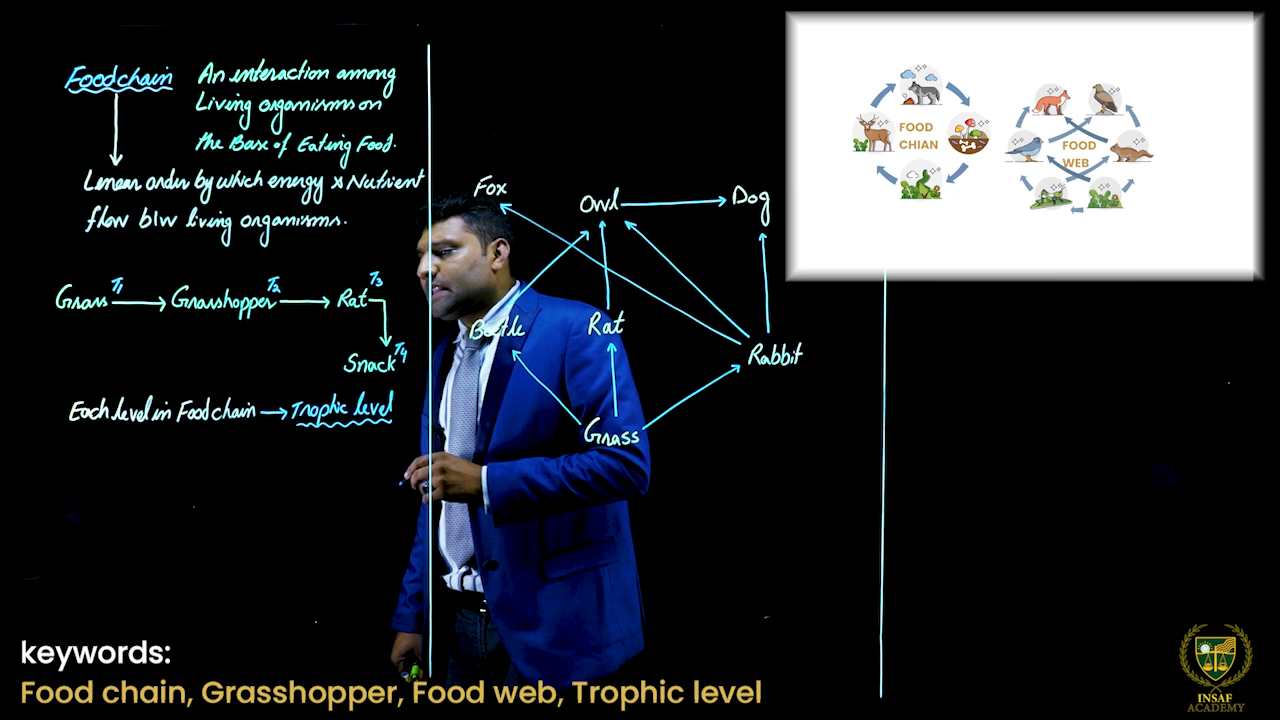 Food chain
An interaction among
Living organisms on
the Base of Eating Food.
Linear order by which energy & Nutrient
flow b/w living organisms.
Grass T1 → Grasshopper T2 → Rat T3
Snack T4
Each level in Food chain → Trophic level
Fox
Owl → Dog
Beetle
Rat
Rabbit
Grass
FOOD
CHIAN
FOOD
WEB
keywords:
Food chain, Grasshopper, Food web, Trophic level
INSAF
ACADEMY